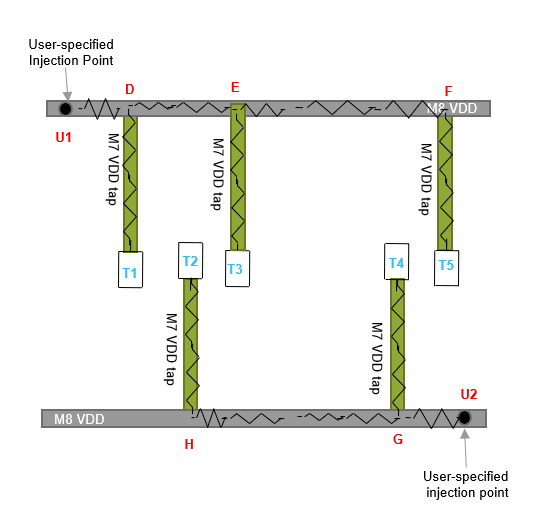 User-specified
Injection Point
D
E
F
M8 VDD
U1
M7 VDD tap
M7 VDD tap
M7 VDD tap
T1
T2
T3
T4
T5
M7 VDD tap
M7 VDD tap
U2
M8 VDD
H
G
User-specified
injection point